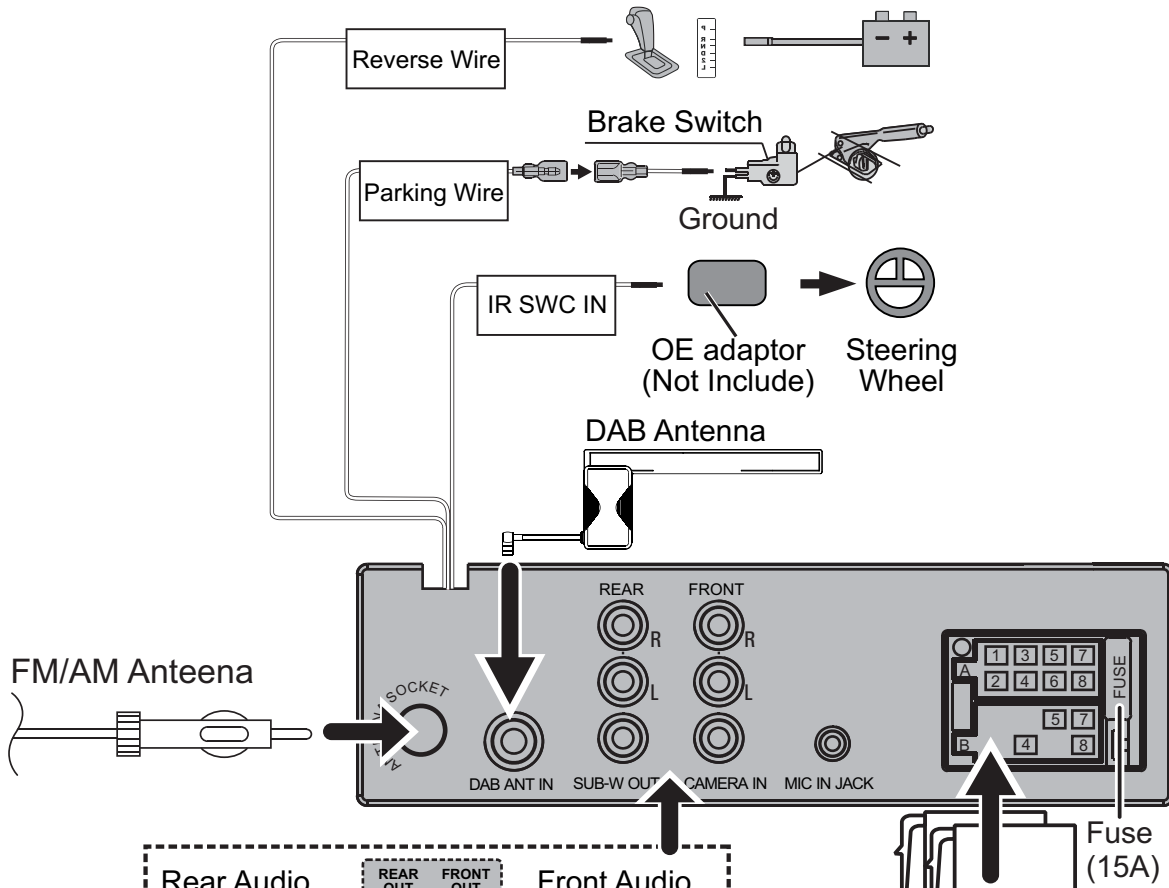 Reverse Wire
P
R
N
D
2
L
− +
Brake Switch
Parking Wire
Ground
IR SWC IN
OE adaptor
(Not Include)
Steering
Wheel
DAB Antenna
REAR FRONT
R R
L L
FM/AM Anteena
SOCKET
DAB ANT IN SUB-W OUT CAMERA IN MIC IN JACK
A
1 3 5 7
2 4 6 8
B
5 7
4 8
FUSE
Fuse
(15A)
Rear Audio
REAR FRONT
OUT OUT
Front Audio